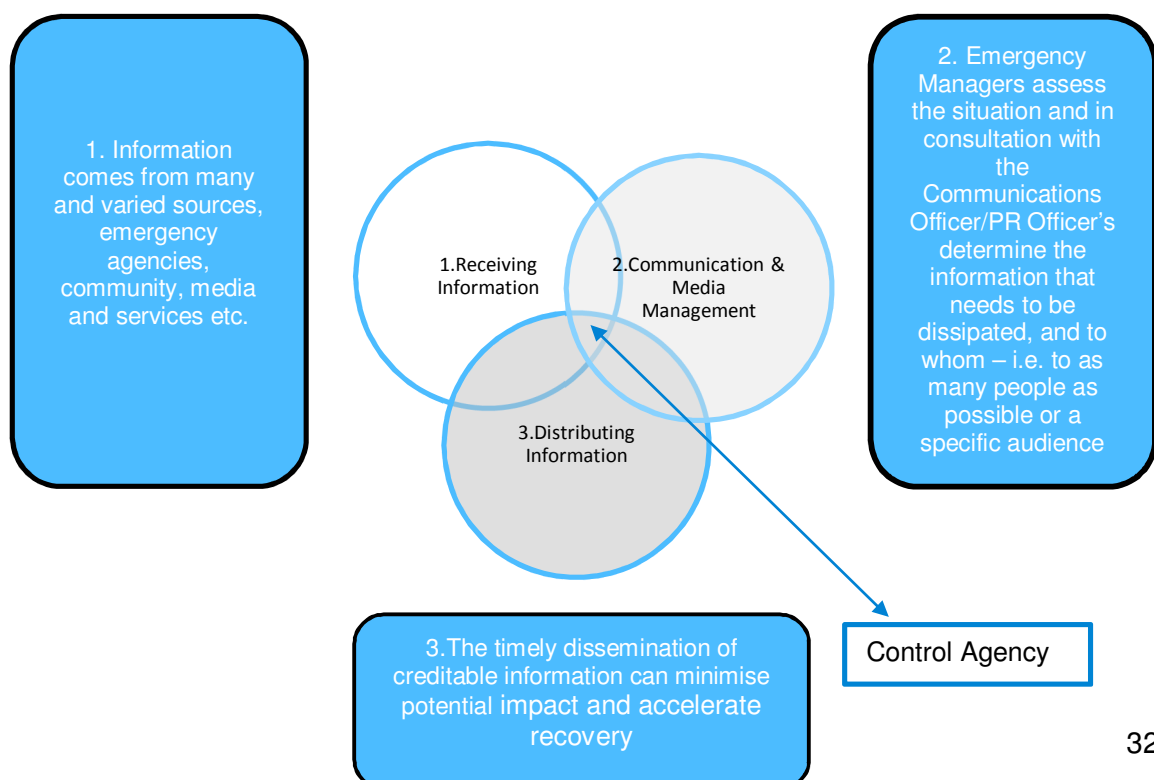 1. Information
comes from many
and varied sources,
emergency
agencies,
community, media
and services etc.
2. Emergency
Managers assess
the situation and in
consultation with
the
Communications
Officer/PR Officer’s
determine the
information that
needs to be
dissipated, and to
whom – i.e. to as
many people as
possible or a
specific audience
1.Receiving
Information
2.Communication &
Media
Management
3.Distributing
Information
3.The timely dissemination of
creditable information can minimise
potential impact and accelerate
recovery
Control Agency
32